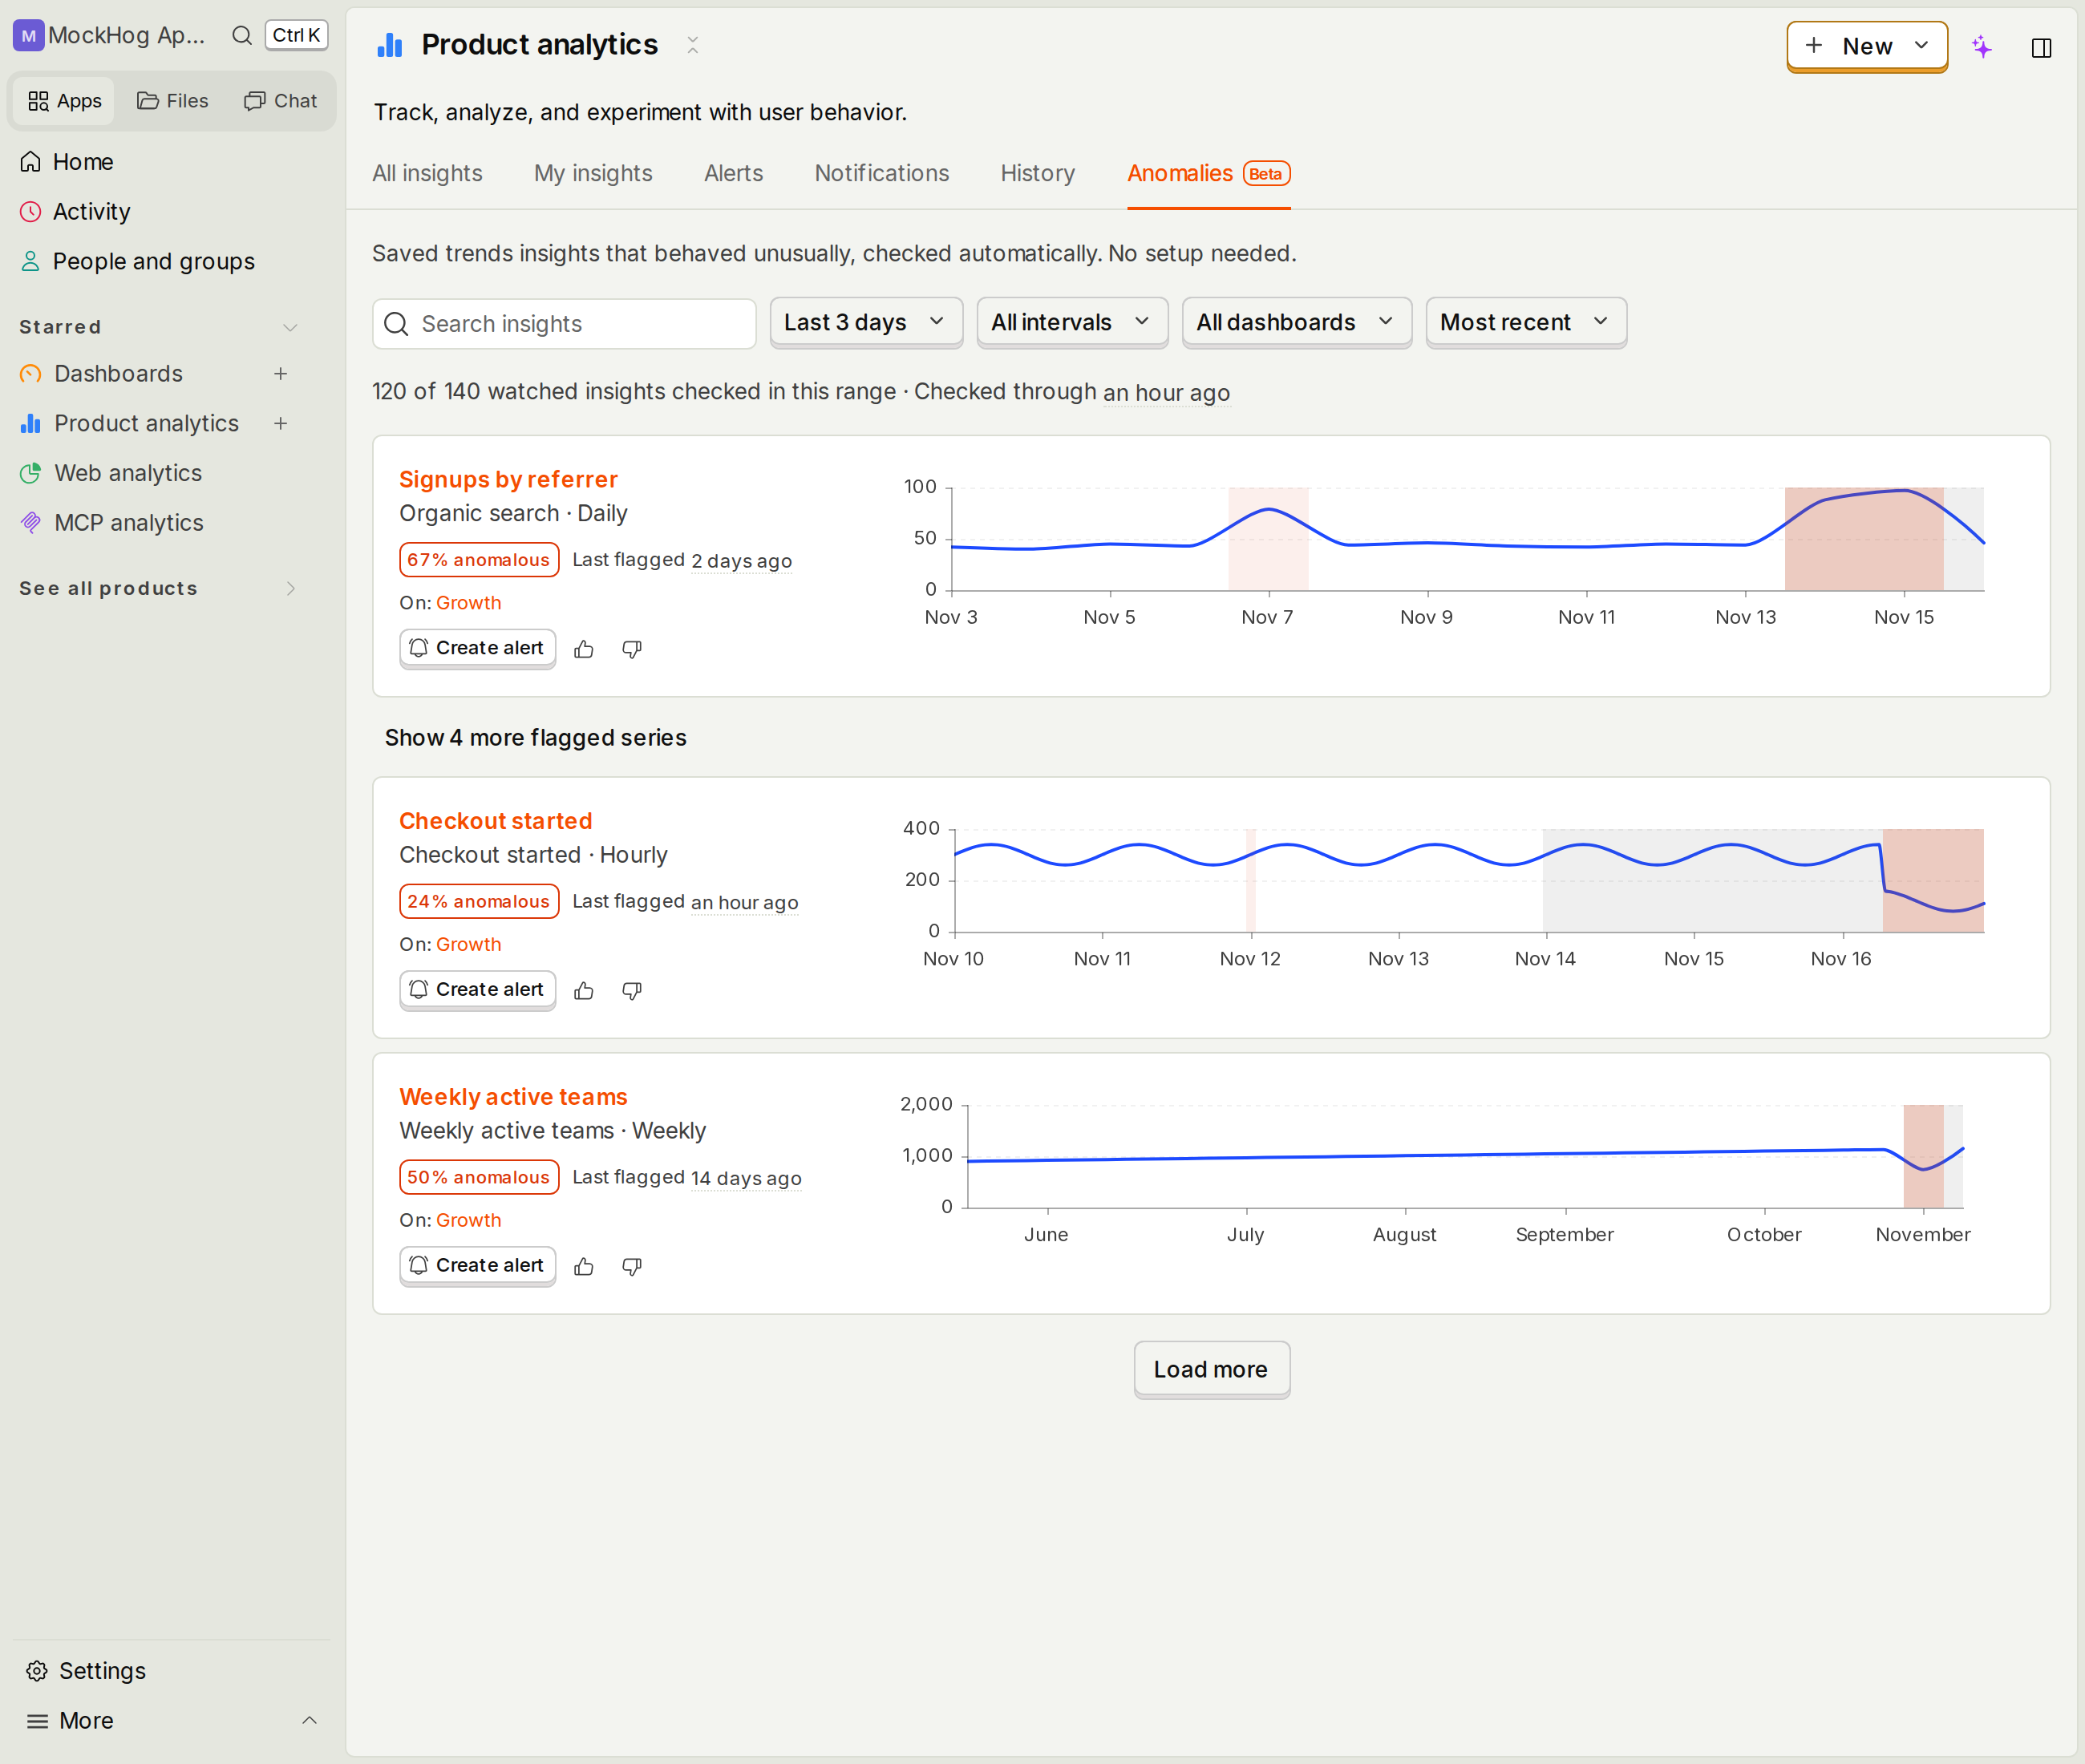 M MockHog Ap... Ctrl K
Apps Files Chat
Home
Activity
People and groups
Starred
Dashboards
Product analytics
Web analytics
MCP analytics
See all products
Settings
More
Product analytics
New
Track, analyze, and experiment with user behavior.
All insights My insights Alerts Notifications History Anomalies Beta
Saved trends insights that behaved unusually, checked automatically. No setup needed.
Search insights Last 3 days All intervals All dashboards Most recent
120 of 140 watched insights checked in this range · Checked through an hour ago
Signups by referrer
Organic search · Daily
67% anomalous Last flagged 2 days ago
On: Growth
Create alert
100
50
0
Nov 3 Nov 5 Nov 7 Nov 9 Nov 11 Nov 13 Nov 15
Show 4 more flagged series
Checkout started
Checkout started · Hourly
24% anomalous Last flagged an hour ago
On: Growth
Create alert
400
200
0
Nov 10 Nov 11 Nov 12 Nov 13 Nov 14 Nov 15 Nov 16
Weekly active teams
Weekly active teams · Weekly
50% anomalous Last flagged 14 days ago
On: Growth
Create alert
2,000
1,000
0
June July August September October November
Load more